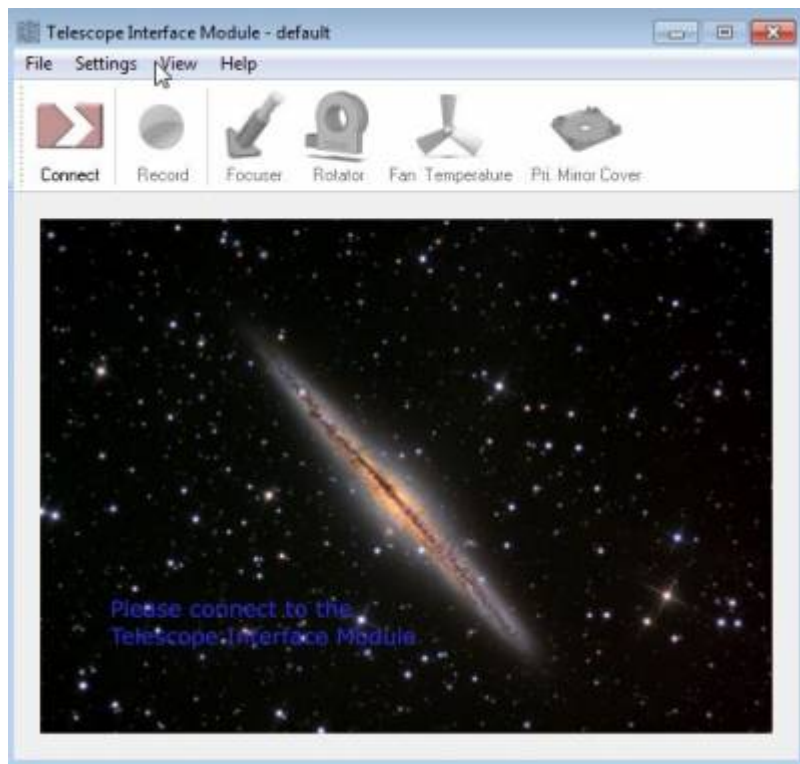 Telescope Interface Module - default
File Settings View Help
Connect Record Focuser Rotator Fan Temperature Pri. Mirror Cover
Please connect to the
Telescope Interface Module